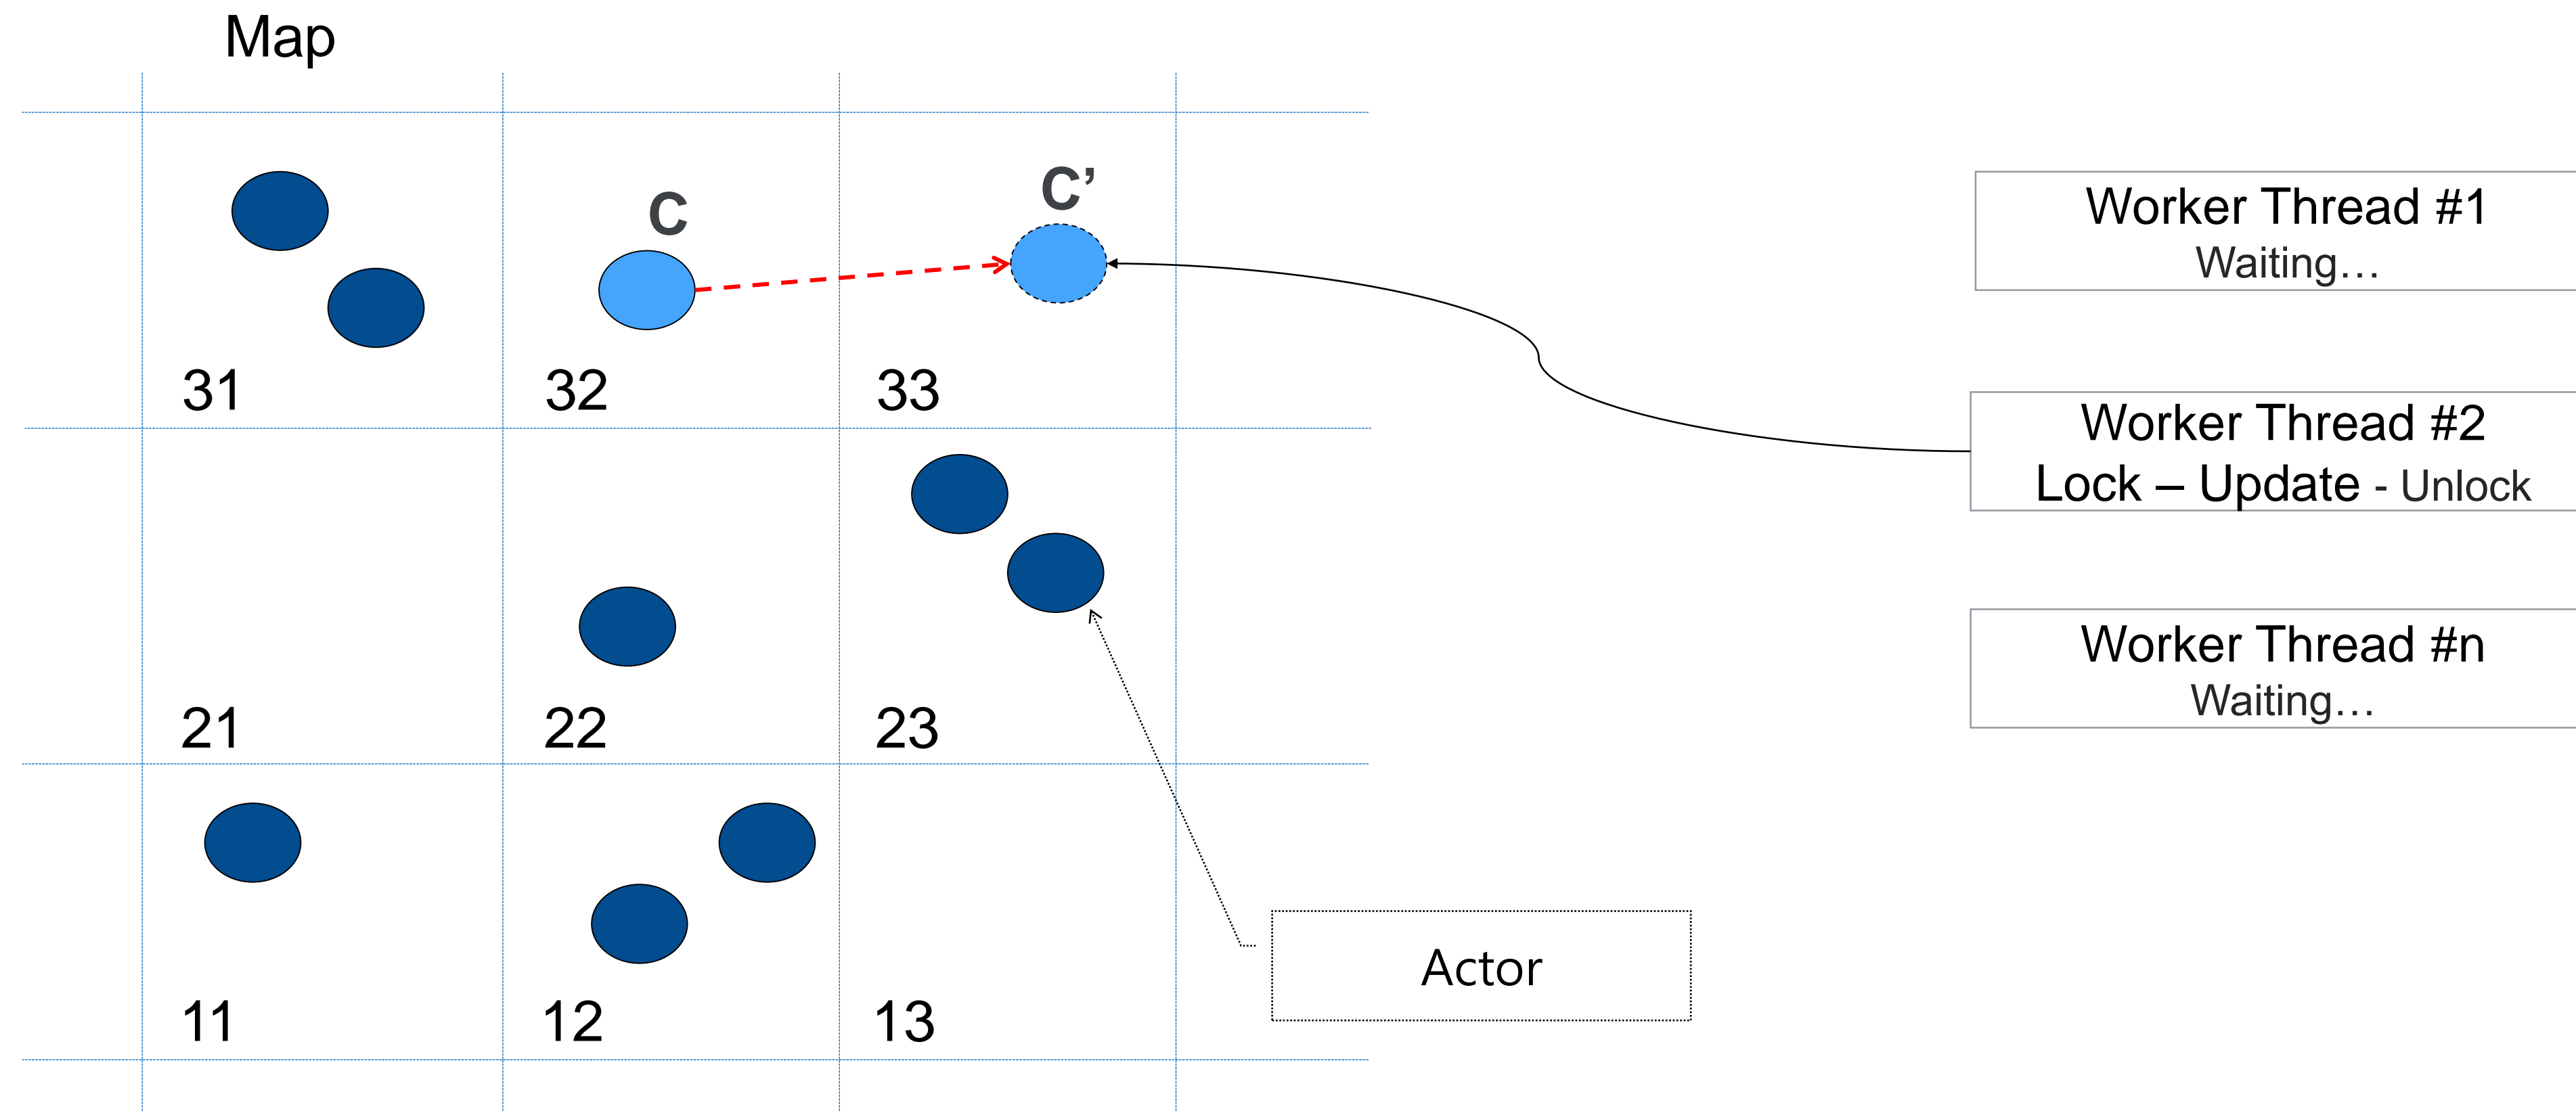 Map
C
C’
31
32
33
21
22
23
11
12
13
Actor
Worker Thread #1
Waiting…
Worker Thread #2
Lock – Update - Unlock
Worker Thread #n
Waiting…